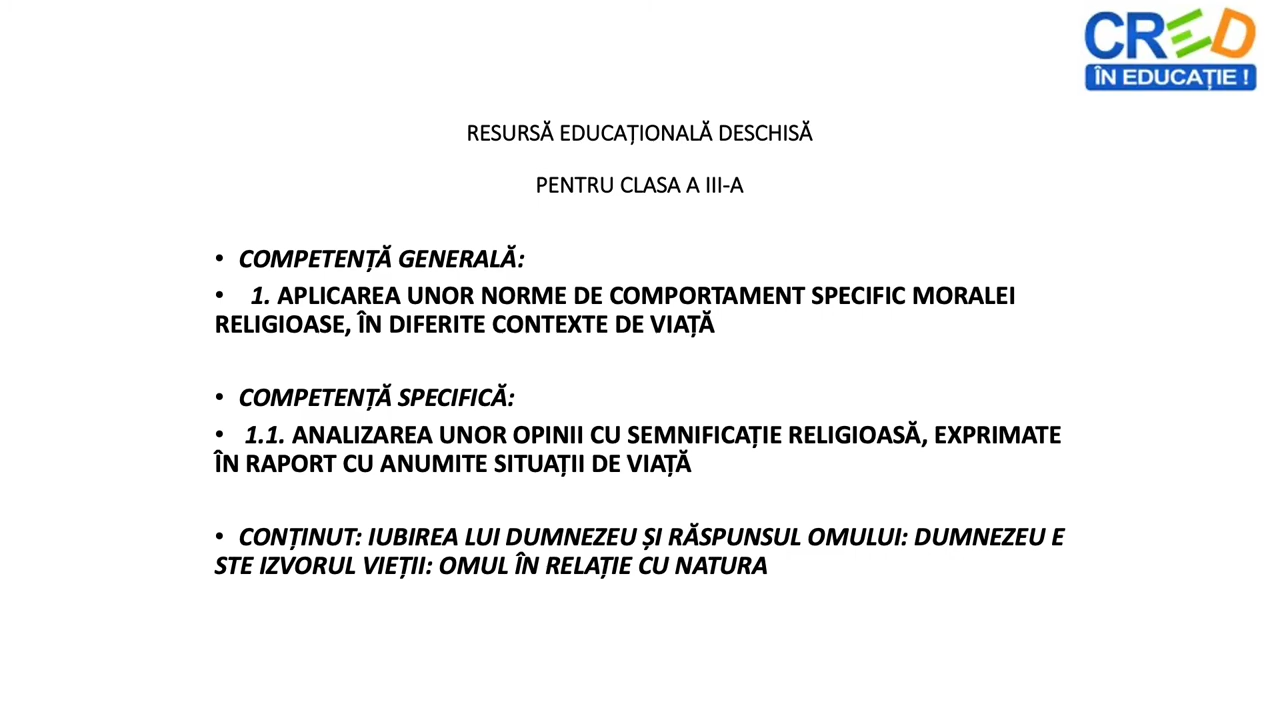 CRED
ÎN EDUCAȚIE !
RESURSĂ EDUCAȚIONALĂ DESCHISĂ
PENTRU CLASA A III-A
• COMPETENȚĂ GENERALĂ:
• 1. APLICAREA UNOR NORME DE COMPORTAMENT SPECIFIC MORALEI
RELIGIOASE, ÎN DIFERITE CONTEXTE DE VIAȚĂ
• COMPETENȚĂ SPECIFICĂ:
• 1.1. ANALIZAREA UNOR OPINII CU SEMNIFICAȚIE RELIGIOASĂ, EXPRIMATE
ÎN RAPORT CU ANUMITE SITUAȚII DE VIAȚĂ
• CONȚINUT: IUBIREA LUI DUMNEZEU ȘI RĂSPUNSUL OMULUI: DUMNEZEU E
STE IZVORUL VIEȚII: OMUL ÎN RELAȚIE CU NATURA